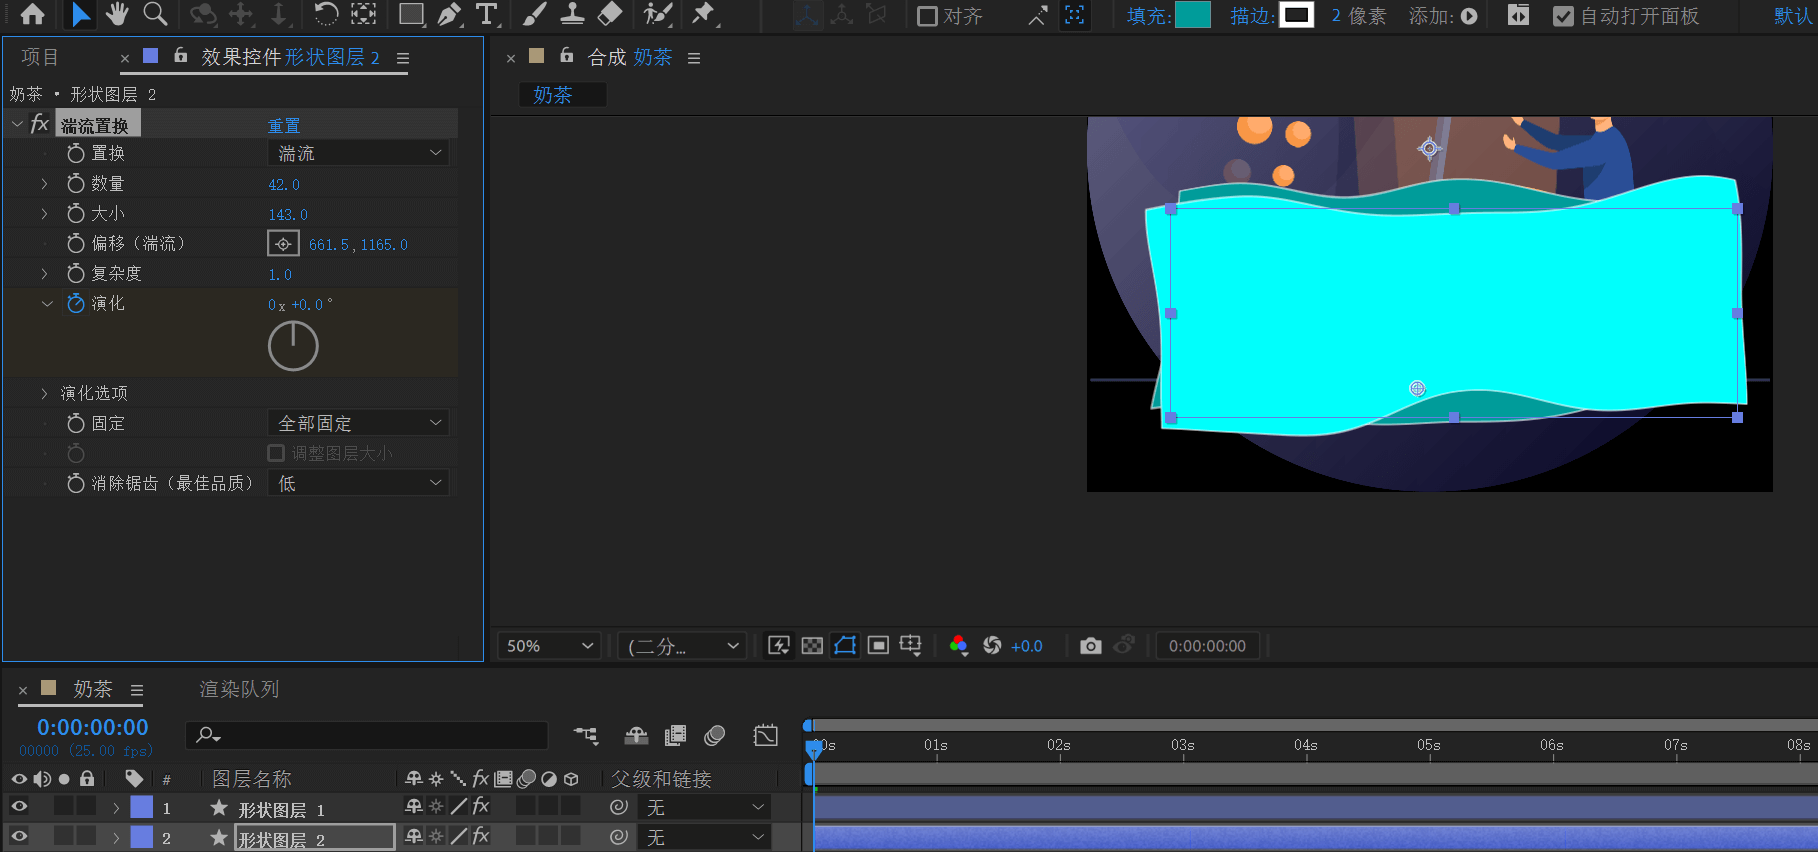 对齐 填充: 描边: 2 像素 添加: 自动打开面板 默认
项目 × 效果控件 形状图层 2
奶茶 · 形状图层 2
fx 湍流置换 重置
置换 湍流
数量 42.0
大小 143.0
偏移（湍流） 661.5,1165.0
复杂度 1.0
演化 0x+0.0°
演化选项
固定 全部固定
调整图层大小
消除锯齿（最佳品质） 低
× 合成 奶茶
奶茶
50% (二分... +0.0 0:00:00:00
× 奶茶 渲染队列
0:00:00:00
00000 (25.00 fps)
0s 01s 02s 03s 04s 05s 06s 07s 08s
# 图层名称 fx 父级和链接
1 形状图层 1 fx 无
2 形状图层 2 fx 无